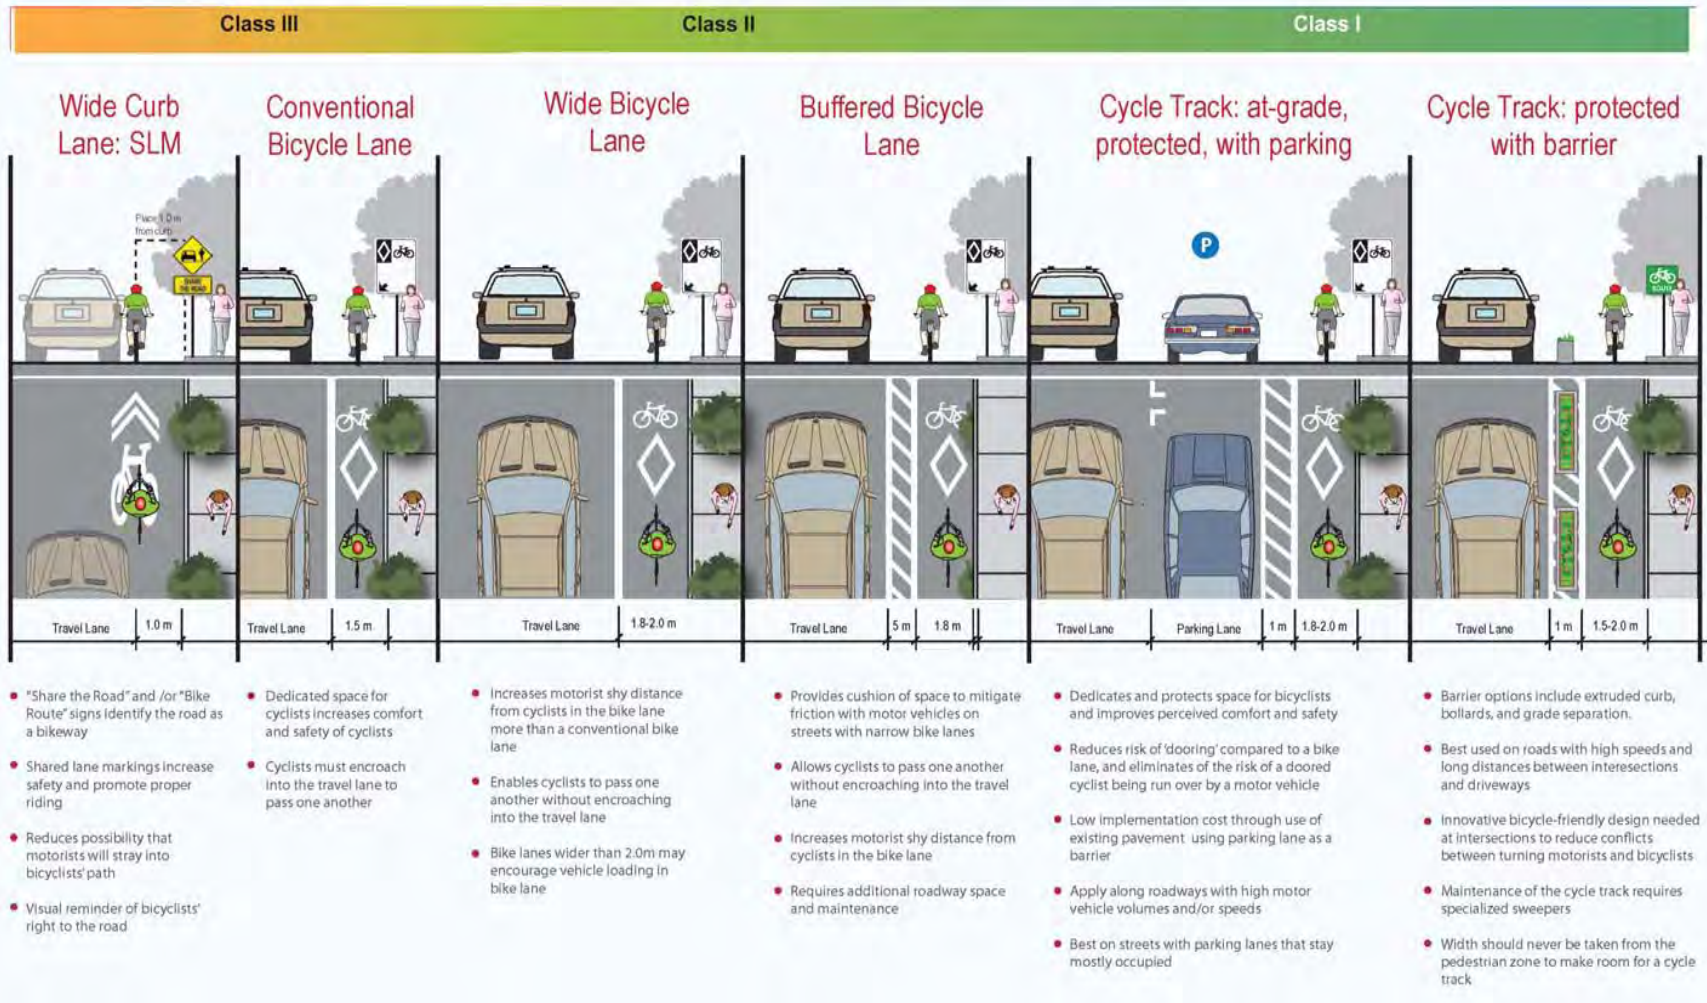 Class III
Class II
Class I
Wide Curb
Lane: SLM
Conventional
Bicycle Lane
Wide Bicycle
Lane
Buffered Bicycle
Lane
Cycle Track: at-grade,
protected, with parking
Cycle Track: protected
with barrier
Place 1.0 m
from curb
SHARE
THE ROAD
P
ROUTE
Travel Lane
1.0 m
Travel Lane
1.5 m
Travel Lane
1.8-2.0 m
Travel Lane
5 m
1.8 m
Travel Lane
Parking Lane
1 m
1.8-2.0 m
Travel Lane
1 m
1.5-2.0 m
• "Share the Road" and /or "Bike
Route" signs identify the road as
a bikeway
• Shared lane markings increase
safety and promote proper
riding
• Reduces possibility that
motorists will stray into
bicyclists' path
• Visual reminder of bicyclists'
right to the road
• Dedicated space for
cyclists increases comfort
and safety of cyclists
• Cyclists must encroach
into the travel lane to
pass one another
• Increases motorist shy distance
from cyclists in the bike lane
more than a conventional bike
lane
• Enables cyclists to pass one
another without encroaching
into the travel lane
• Bike lanes wider than 2.0m may
encourage vehicle loading in
bike lane
• Provides cushion of space to mitigate
friction with motor vehicles on
streets with narrow bike lanes
• Allows cyclists to pass one another
without encroaching into the travel
lane
• Increases motorist shy distance from
cyclists in the bike lane
• Requires additional roadway space
and maintenance
• Dedicates and protects space for bicyclists
and improves perceived comfort and safety
• Reduces risk of 'dooring' compared to a bike
lane, and eliminates of the risk of a doored
cyclist being run over by a motor vehicle
• Low implementation cost through use of
existing pavement using parking lane as a
barrier
• Apply along roadways with high motor
vehicle volumes and/or speeds
• Best on streets with parking lanes that stay
mostly occupied
• Barrier options include extruded curb,
bollards, and grade separation.
• Best used on roads with high speeds and
long distances between interesections
and driveways
• Innovative bicycle-friendly design needed
at intersections to reduce conflicts
between turning motorists and bicyclists
• Maintenance of the cycle track requires
specialized sweepers
• Width should never be taken from the
pedestrian zone to make room for a cycle
track